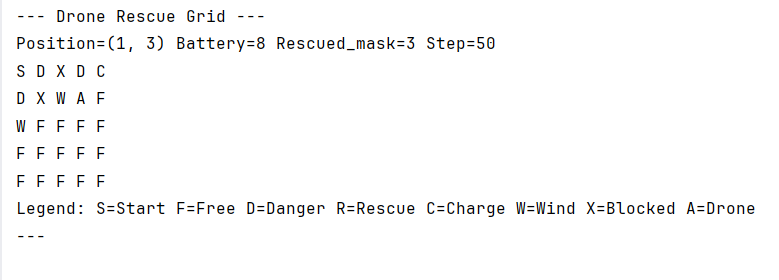 --- Drone Rescue Grid ---
Position=(1, 3) Battery=8 Rescued_mask=3 Step=50
S D X D C
D X W A F
W F F F F
F F F F F
F F F F F
Legend: S=Start F=Free D=Danger R=Rescue C=Charge W=Wind X=Blocked A=Drone
---